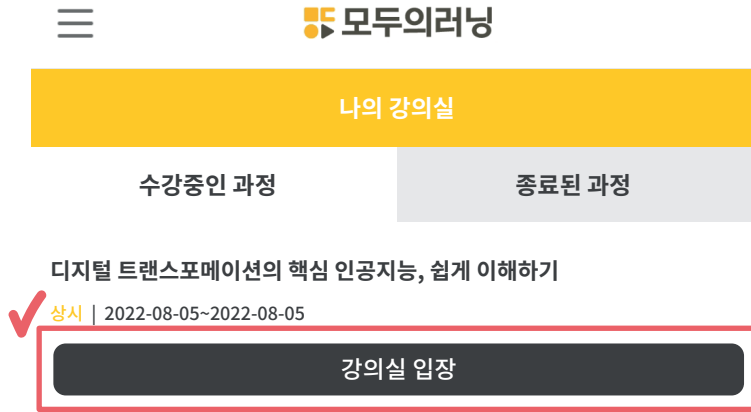 모두의러닝
나의 강의실
수강중인 과정
종료된 과정
디지털 트랜스포메이션의 핵심 인공지능, 쉽게 이해하기
상시 | 2022-08-05~2022-08-05
강의실 입장